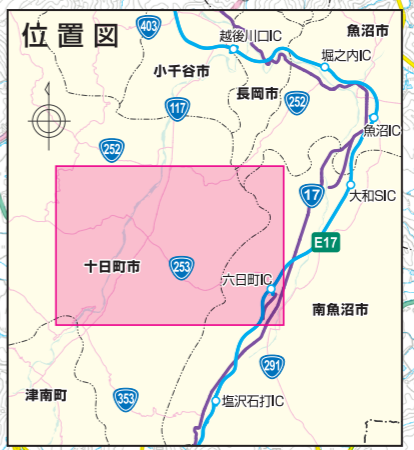 位置図
403
越後川口IC
魚沼市
堀之内IC
小千谷市
長岡市
252
117
魚沼IC
252
17
大和SIC
E17
十日町市
253
六日町IC
南魚沼市
291
津南町
353
塩沢石打IC